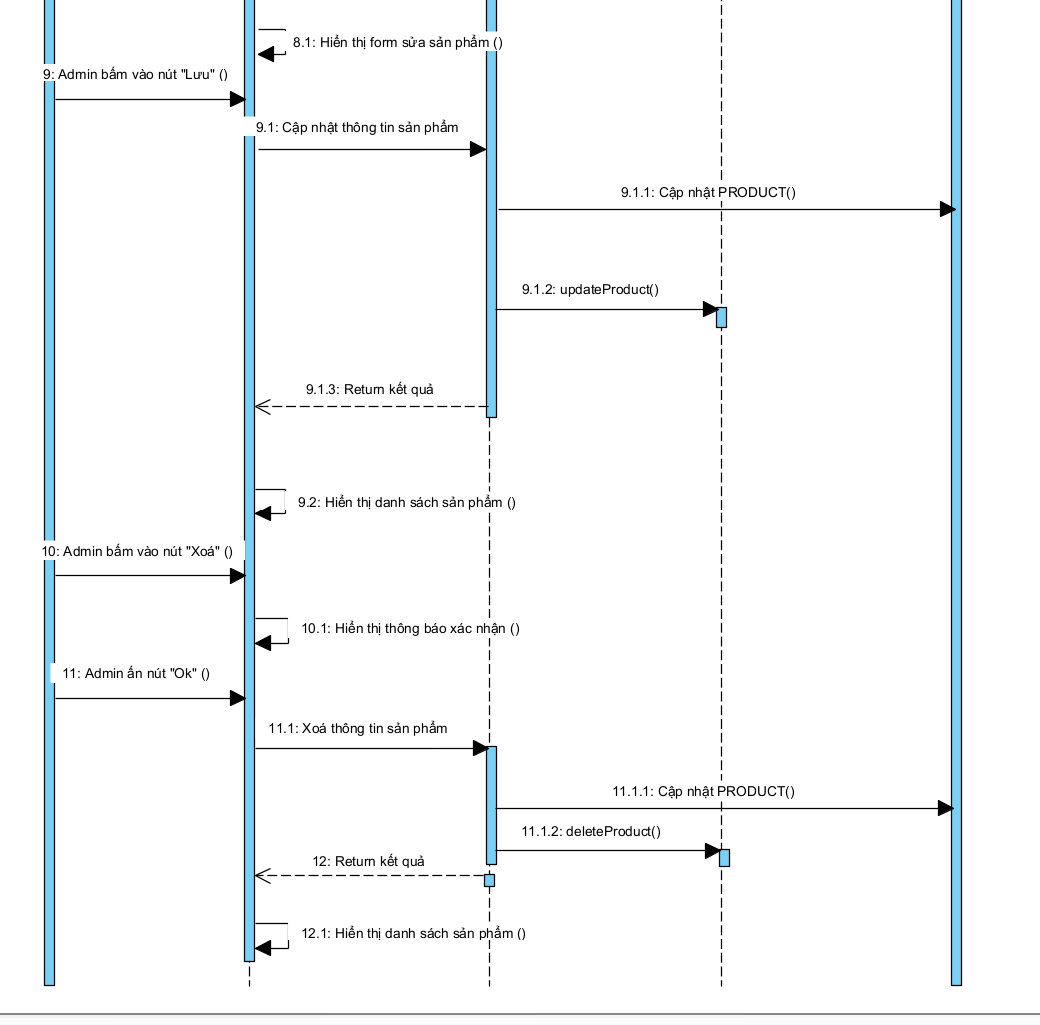 8.1: Hiển thị form sửa sản phẩm ()
9: Admin bấm vào nút "Lưu" ()
9.1: Cập nhật thông tin sản phẩm
9.1.1: Cập nhật PRODUCT()
9.1.2: updateProduct()
9.1.3: Return kết quả
9.2: Hiển thị danh sách sản phẩm ()
10: Admin bấm vào nút "Xoá" ()
10.1: Hiển thị thông báo xác nhận ()
11: Admin ấn nút "Ok" ()
11.1: Xoá thông tin sản phẩm
11.1.1: Cập nhật PRODUCT()
11.1.2: deleteProduct()
12: Return kết quả
12.1: Hiển thị danh sách sản phẩm ()